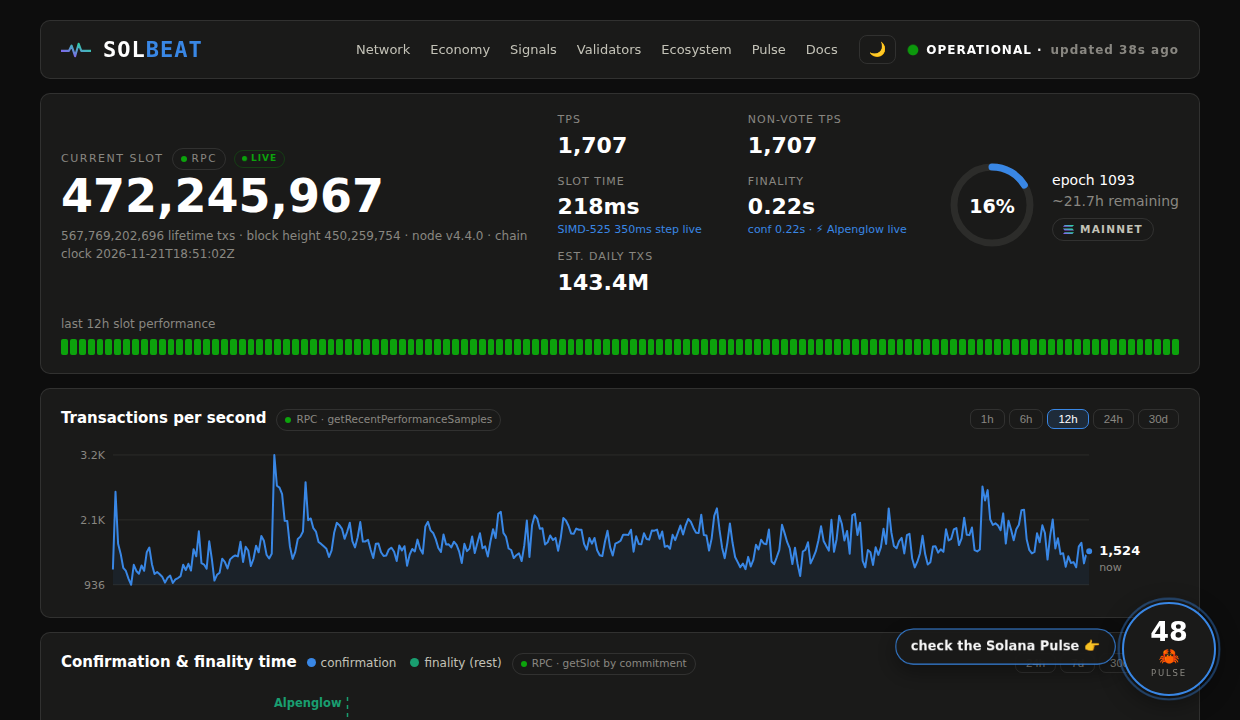 SOLBEAT
Network Economy Signals Validators Ecosystem Pulse Docs
OPERATIONAL · updated 38s ago
CURRENT SLOT RPC LIVE
472,245,967
567,769,202,696 lifetime txs · block height 450,259,754 · node v4.4.0 · chain
clock 2026-11-21T18:51:02Z
TPS
1,707
NON-VOTE TPS
1,707
SLOT TIME
218ms
SIMD-525 350ms step live
FINALITY
0.22s
conf 0.22s · ⚡ Alpenglow live
EST. DAILY TXS
143.4M
16%
epoch 1093
~21.7h remaining
MAINNET
last 12h slot performance
Transactions per second RPC · getRecentPerformanceSamples
1h 6h 12h 24h 30d
3.2K
2.1K
936
1,524
now
Confirmation & finality time confirmation finality (rest) RPC · getSlot by commitment
Alpenglow
check the Solana Pulse 👉
48
🦀
PULSE